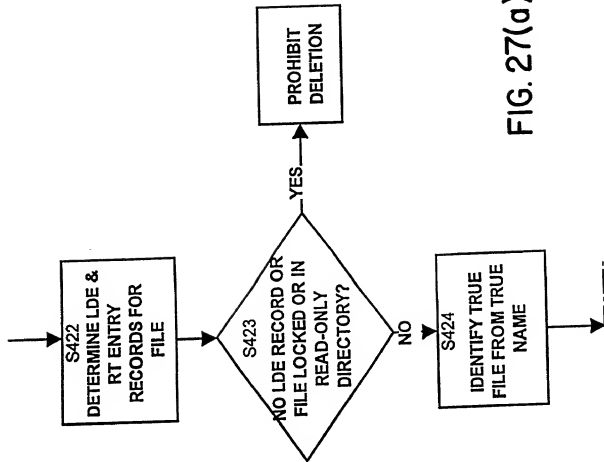 S422
DETERMINE LDE &
RT ENTRY
RECORDS FOR
FILE
S423
NO LDE RECORD OR
FILE LOCKED OR IN
READ-ONLY
DIRECTORY?
YES
PROHIBIT
DELETION
NO
S424
IDENTIFY TRUE
FILE FROM TRUE
NAME
FIG. 27(a)